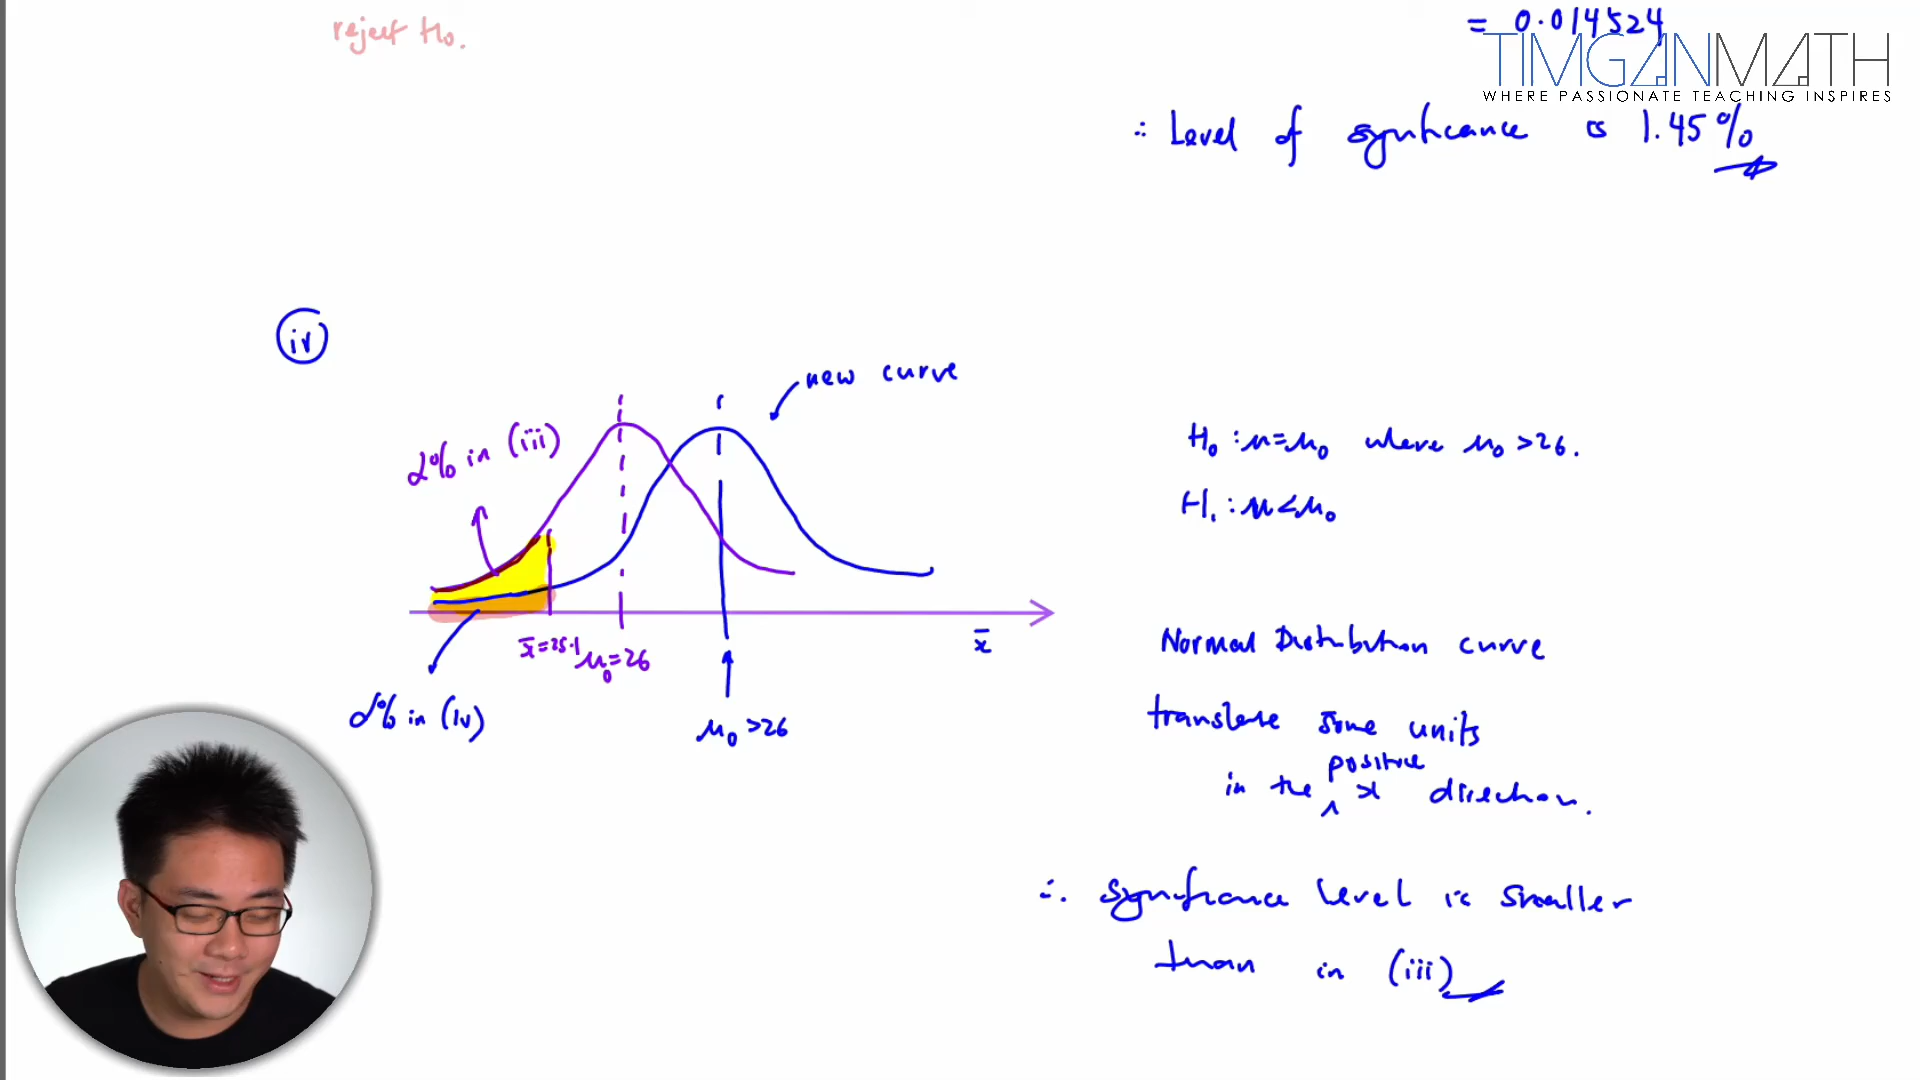 reject H₀.
= 0.014524
TIMGANMATH
WHERE PASSIONATE TEACHING INSPIRES
∴ Level of significance is 1.45%
iv
new curve
α% in (iii)
H₀ : μ=μ₀ where μ₀ >26.
H₁ : μ<μ₀
x̄=25.1
μ₀=26
x̄
Normal Distribution curve
α% in (iv)
μ₀ >26
translate some units
in the positive x direction.
∴ significance level is smaller
than in (iii)